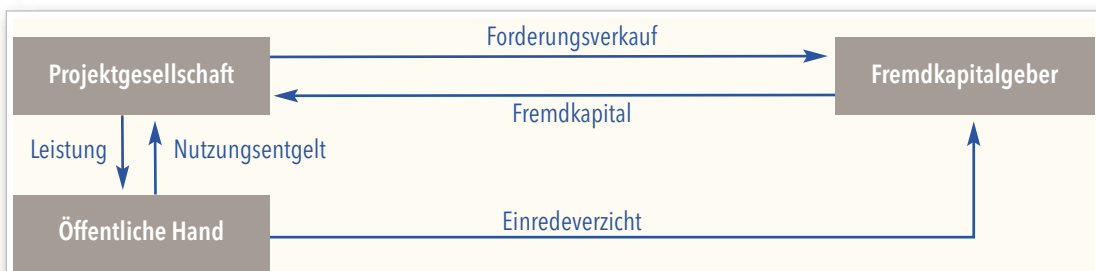 Forderungsverkauf
Projektgesellschaft
Fremdkapitalgeber
Fremdkapital
Leistung
Nutzungsentgelt
Öffentliche Hand
Einredeverzicht